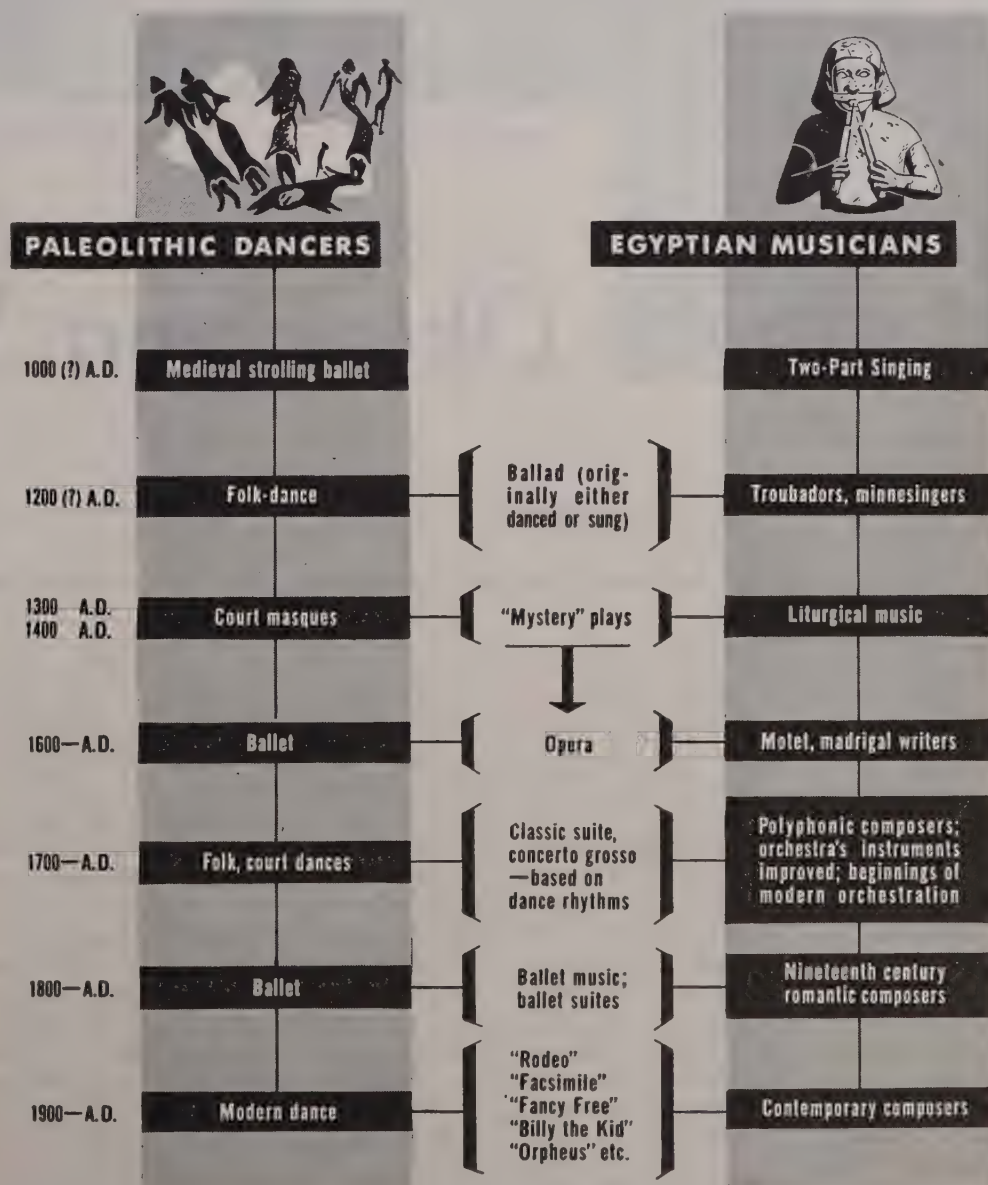 PALEOLITHIC DANCERS
EGYPTIAN MUSICIANS
1000 (?) A.D.
Medieval strolling ballet
Two-Part Singing
1200 (?) A.D.
Folk-dance
Ballad (orig-
inally either
danced or sung)
Troubadors, minnesingers
1300 A.D.
1400 A.D.
Court masques
"Mystery" plays
Liturgical music
1600—A.D.
Ballet
Opera
Motet, madrigal writers
1700—A.D.
Folk, court dances
Classic suite,
concerto grosso
—based on
dance rhythms
Polyphonic composers;
orchestra's instruments
improved; beginnings of
modern orchestration
1800—A.D.
Ballet
Ballet music;
ballet suites
Nineteenth century
romantic composers
1900—A.D.
Modern dance
"Rodeo"
"Facsimile"
"Fancy Free"
"Billy the Kid"
"Orpheus" etc.
Contemporary composers